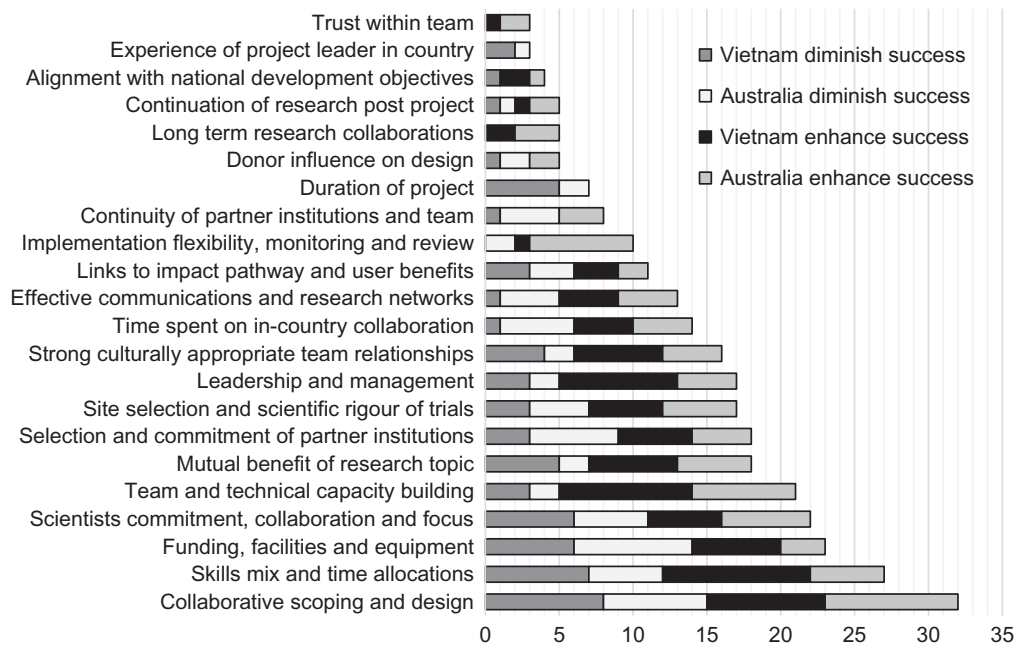 Trust within team
Experience of project leader in country
Alignment with national development objectives
Continuation of research post project
Long term research collaborations
Donor influence on design
Duration of project
Continuity of partner institutions and team
Implementation flexibility, monitoring and review
Links to impact pathway and user benefits
Effective communications and research networks
Time spent on in-country collaboration
Strong culturally appropriate team relationships
Leadership and management
Site selection and scientific rigour of trials
Selection and commitment of partner institutions
Mutual benefit of research topic
Team and technical capacity building
Scientists commitment, collaboration and focus
Funding, facilities and equipment
Skills mix and time allocations
Collaborative scoping and design
Vietnam diminish success
Australia diminish success
Vietnam enhance success
Australia enhance success
0 5 10 15 20 25 30 35